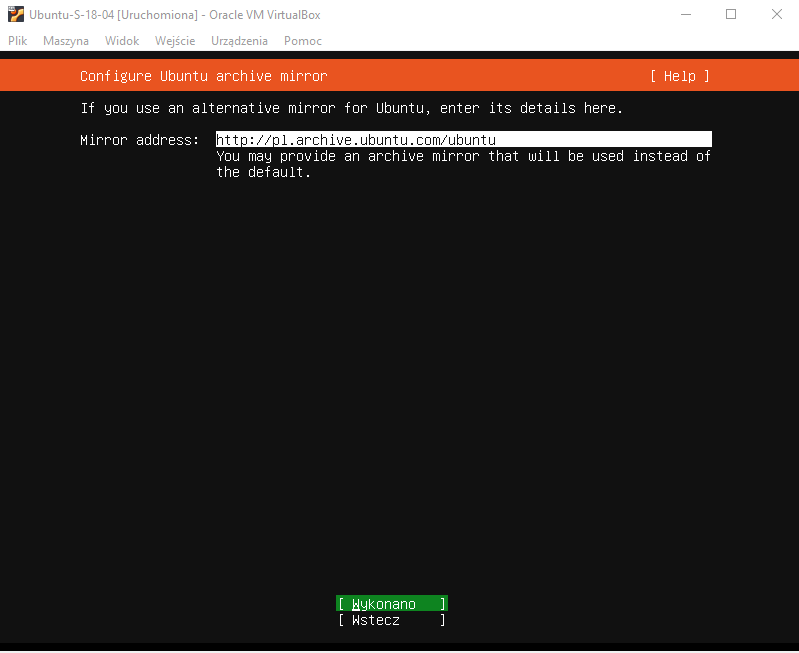 Ubuntu-S-18-04 [Uruchomiona] - Oracle VM VirtualBox
Plik Maszyna Widok Wejście Urządzenia Pomoc
Configure Ubuntu archive mirror [ Help ]
If you use an alternative mirror for Ubuntu, enter its details here.
Mirror address: http://pl.archive.ubuntu.com/ubuntu
You may provide an archive mirror that will be used instead of
the default.
[ Wykonano ]
[ Wstecz ]